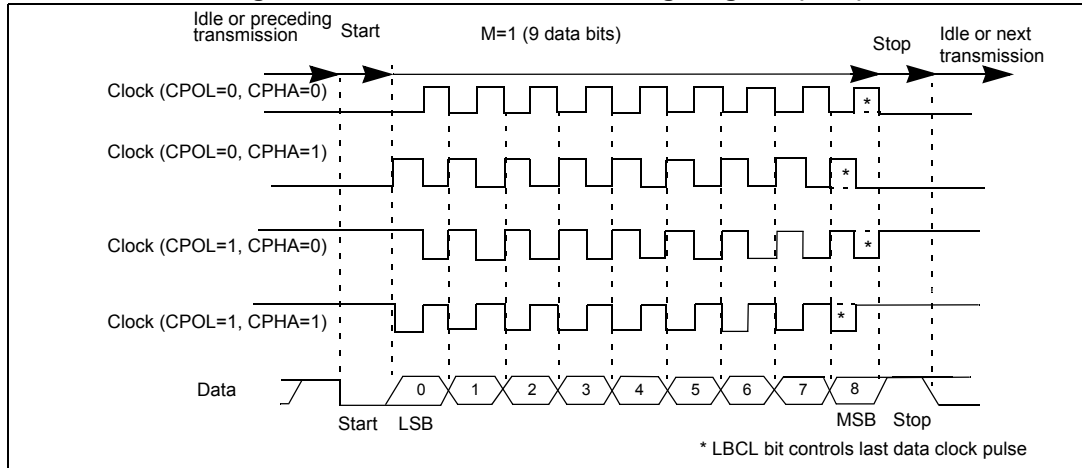 Idle or preceding
transmission
Start
M=1 (9 data bits)
Stop
Idle or next
transmission
Clock (CPOL=0, CPHA=0)
*
Clock (CPOL=0, CPHA=1)
*
Clock (CPOL=1, CPHA=0)
*
Clock (CPOL=1, CPHA=1)
*
Data
0 1 2 3 4 5 6 7 8
Start LSB MSB Stop
* LBCL bit controls last data clock pulse